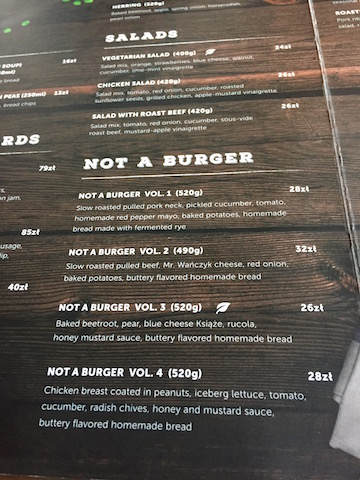 HERRING (320g)
Baked beetroot, apple, spring onion, horseradish,
pearl onion
SALADS
VEGETARIAN SALAD (400g) 24zł
Salad mix, orange, strawberries, blue cheese, walnut
cucumber, lime-mint vinaigrette
CHICKEN SALAD (420g) 26zł
Salad mix, tomato, red onion, cucumber, roasted
sunflower seeds, grilled chicken, apple-mustard vinaigrette
SALAD WITH ROAST BEEF (420g) 26zł
Salad mix, tomato, red onion, cucumber, sous-vide
roast beef, mustard-apple vinaigrette
NOT A BURGER
NOT A BURGER VOL. 1 (520g) 28zł
Slow roasted pulled pork neck, pickled cucumber, tomato,
homemade red pepper mayo, baked potatoes, homemade
bread made with fermented rye
NOT A BURGER VOL. 2 (490g) 32zł
Slow roasted pulled beef, Mr. Wańczyk cheese, red onion,
baked potatoes, buttery flavored homemade bread
NOT A BURGER VOL. 3 (520g) 26zł
Baked beetroot, pear, blue cheese Książe, rucola,
honey mustard sauce, buttery flavored homemade bread
NOT A BURGER VOL. 4 (520g) 28zł
Chicken breast coated in peanuts, iceberg lettuce, tomato,
cucumber, radish chives, honey and mustard sauce,
buttery flavored homemade bread
SOUP) 16zł
bread
PEAS (250ml) 13zł
, bread chips
RDS
79zł
n jam,
85zł
usage,
lip,
40zł
ROAST
Pork